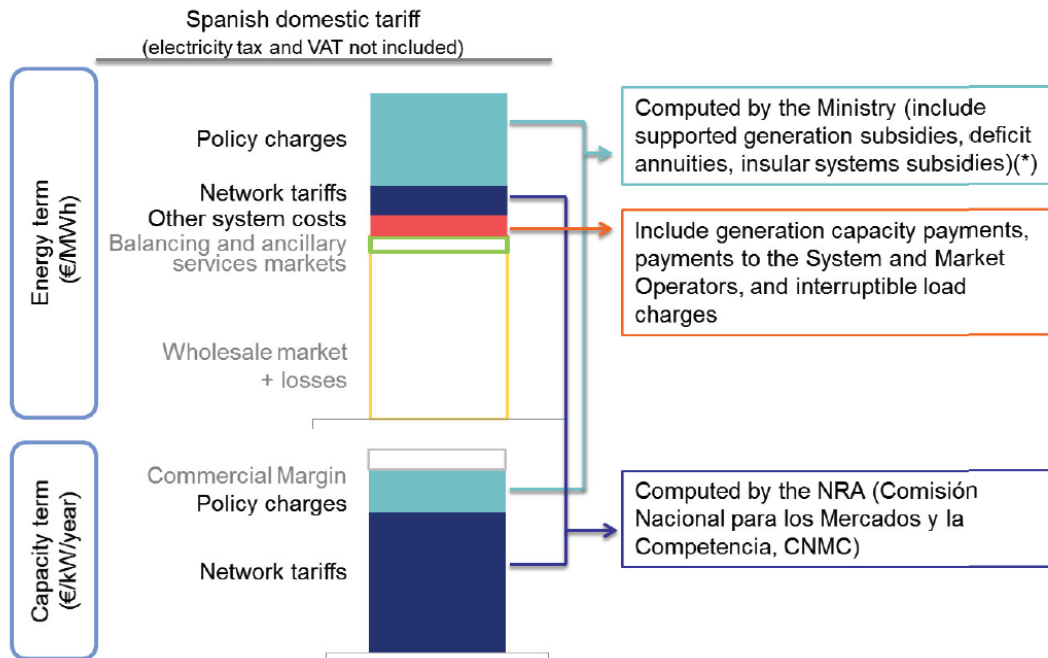 Spanish domestic tariff
(electricity tax and VAT not included)
Energy term
(€/MWh)
Policy charges
Network tariffs
Other system costs
Balancing and ancillary
services markets
Wholesale market
+ losses
Computed by the Ministry (include
supported generation subsidies, deficit
annuities, insular systems subsidies)(*)
Include generation capacity payments,
payments to the System and Market
Operators, and interruptible load
charges
Capacity term
(€/kW/year)
Commercial Margin
Policy charges
Network tariffs
Computed by the NRA (Comisión
Nacional para los Mercados y la
Competencia, CNMC)